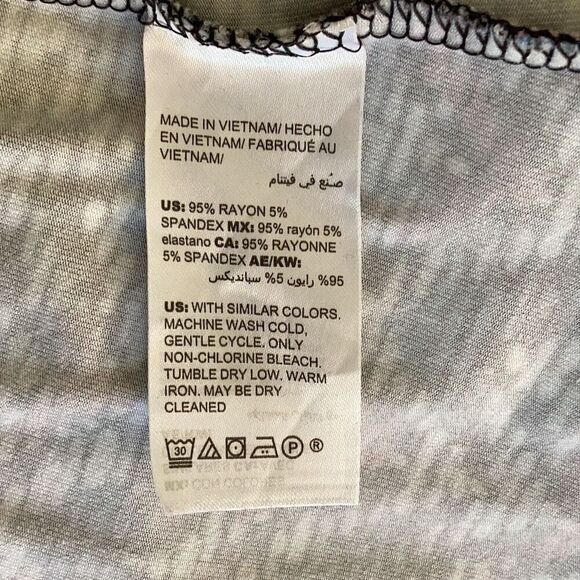 MADE IN VIETNAM/ HECHO
EN VIETNAM/ FABRIQUÉ AU
VIETNAM/
صُنع في فيتنام
US: 95% RAYON 5%
SPANDEX MX: 95% rayón 5%
elastano CA: 95% RAYONNE
5% SPANDEX AE/KW:
95% رايون 5% سبانديكس
US: WITH SIMILAR COLORS.
MACHINE WASH COLD,
GENTLE CYCLE. ONLY
NON-CHLORINE BLEACH.
TUMBLE DRY LOW. WARM
IRON. MAY BE DRY
CLEANED
30 P ®